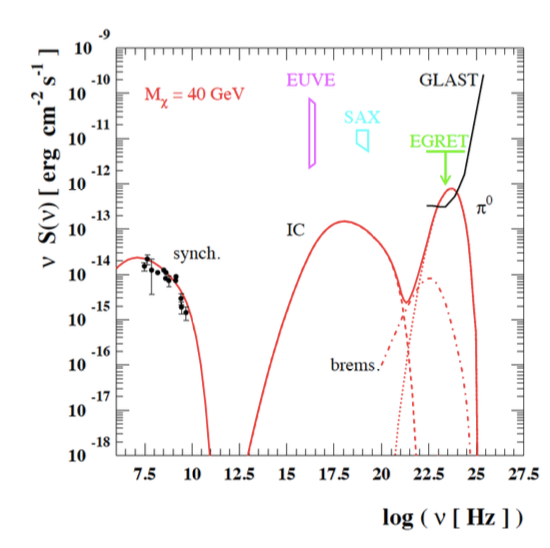 ν S(ν) [ erg cm⁻² s⁻¹ ]
10 -9
10 -10
10 -11
10 -12
10 -13
10 -14
10 -15
10 -16
10 -17
10 -18
Mχ = 40 GeV
EUVE
GLAST
SAX
EGRET
π⁰
IC
synch.
brems.
7.5 10 12.5 15 17.5 20 22.5 25 27.5
log ( ν [ Hz ] )